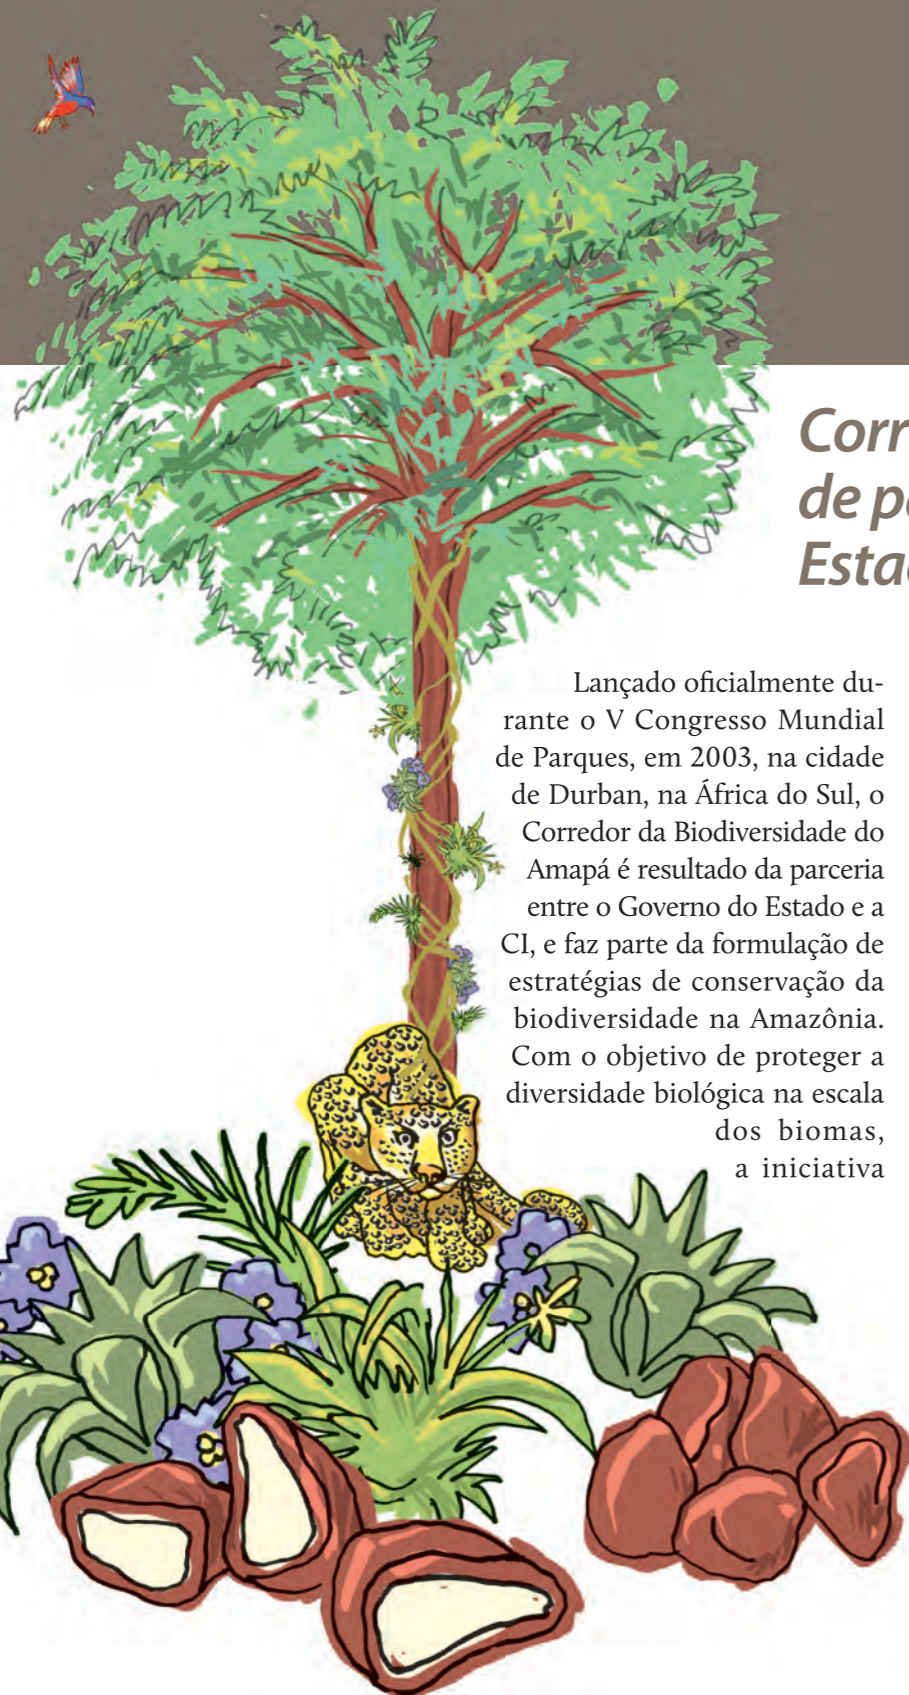 Corr
de p
Esta
Lançado oficialmente du-
rante o V Congresso Mundial
de Parques, em 2003, na cidade
de Durban, na África do Sul, o
Corredor da Biodiversidade do
Amapá é resultado da parceria
entre o Governo do Estado e a
CI, e faz parte da formulação de
estratégias de conservação da
biodiversidade na Amazônia.
Com o objetivo de proteger a
diversidade biológica na escala
dos biomas,
a iniciativa